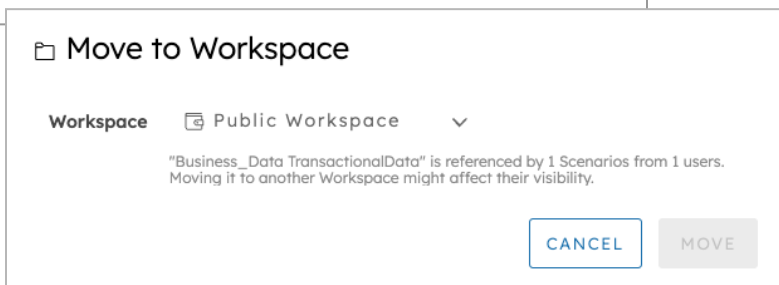 Move to Workspace
Workspace Public Workspace
"Business_Data TransactionalData" is referenced by 1 Scenarios from 1 users.
Moving it to another Workspace might affect their visibility.
CANCEL MOVE